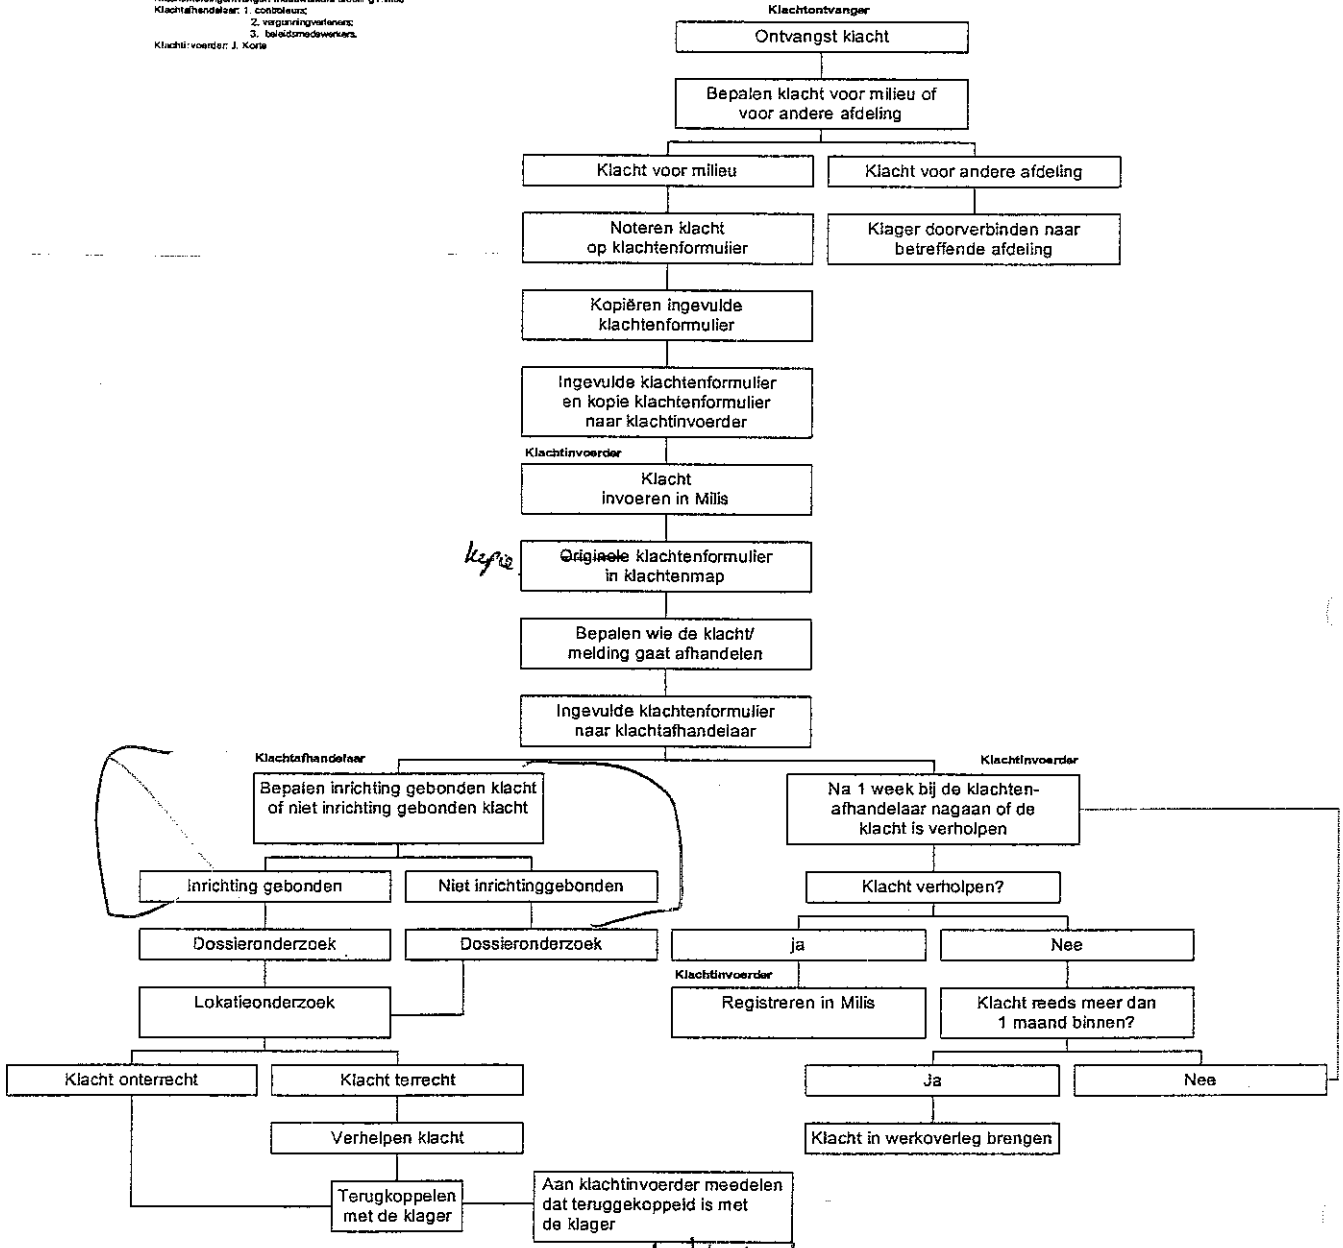 Klachtafhandelaar: 1. controleurs;
2. vergunningverleners;
3. beleidsmedewerkers.
Klachtinvoerder: J. Korte
Klachtontvanger
Ontvangst klacht
Bepalen klacht voor milieu of
voor andere afdeling
Klacht voor milieu
Klacht voor andere afdeling
Noteren klacht
op klachtenformulier
Klager doorverbinden naar
betreffende afdeling
Kopiëren ingevulde
klachtenformulier
Ingevulde klachtenformulier
en kopie klachtenformulier
naar klachtinvoerder
Klachtinvoerder
Klacht
invoeren in Milis
kopie
Originele klachtenformulier
in klachtenmap
Bepalen wie de klacht/
melding gaat afhandelen
Ingevulde klachtenformulier
naar klachtafhandelaar
Klachtafhandelaar
Klachtinvoerder
Bepalen inrichting gebonden klacht
of niet inrichting gebonden klacht
Na 1 week bij de klachten-
afhandelaar nagaan of de
klacht is verholpen
Inrichting gebonden
Niet inrichtinggebonden
Klacht verholpen?
Dossieronderzoek
Dossieronderzoek
ja
Nee
Klachtinvoerder
Lokatieonderzoek
Registreren in Milis
Klacht reeds meer dan
1 maand binnen?
Klacht onterrecht
Klacht terrecht
Ja
Nee
Verhelpen klacht
Klacht in werkoverleg brengen
Terugkoppelen
met de klager
Aan klachtinvoerder meedelen
dat teruggekoppeld is met
de klager